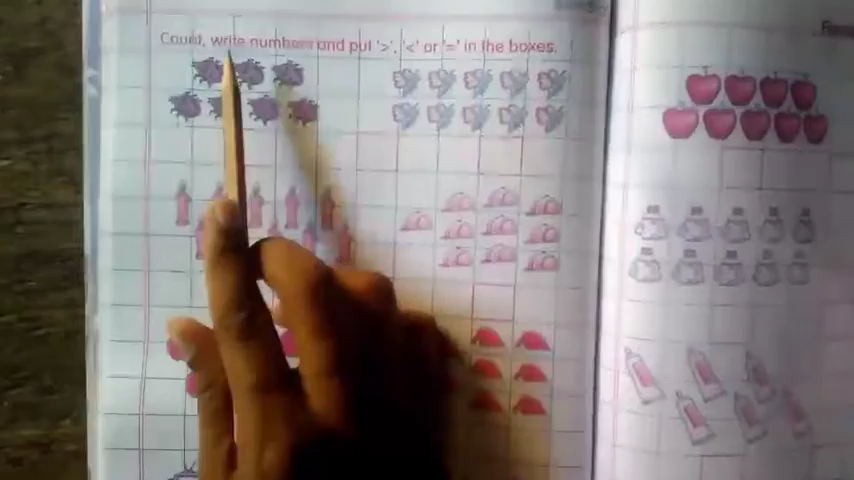 Count, write numbers and put '>', '<' or '=' in the boxes.